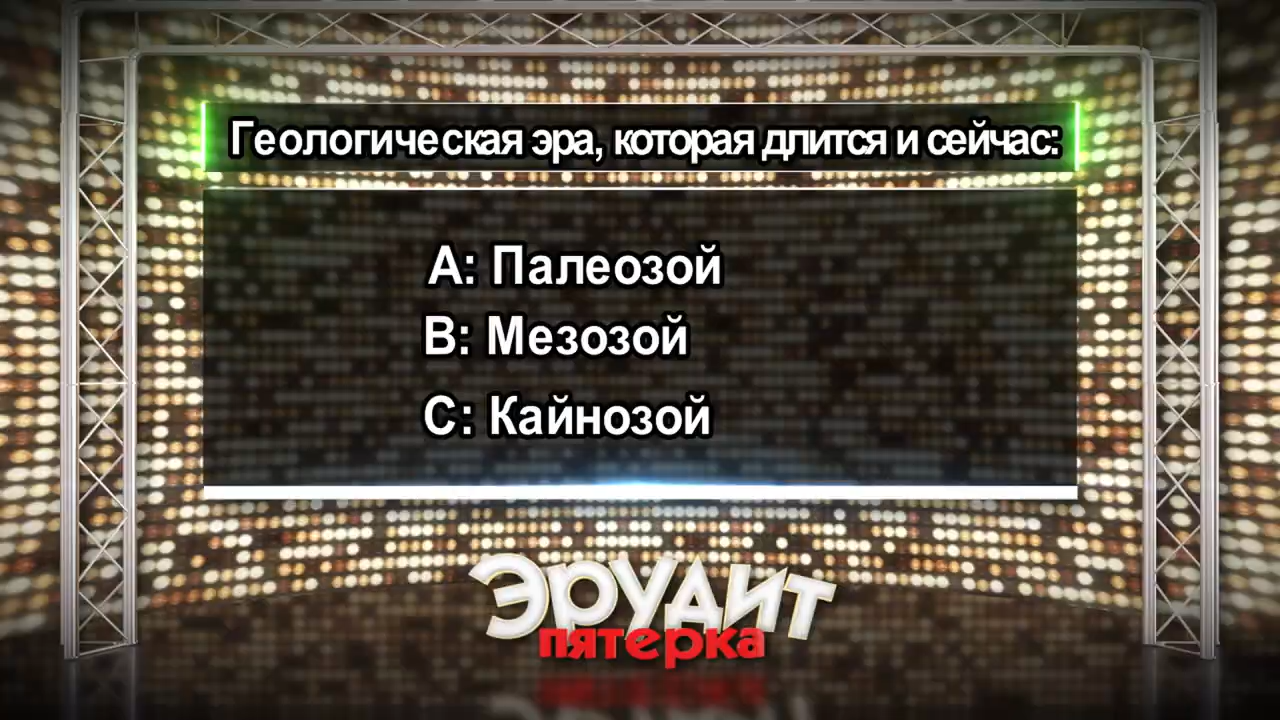 Геологическая эра, которая длится и сейчас:
A: Палеозой
B: Мезозой
C: Кайнозой
Эрудит
пятерка